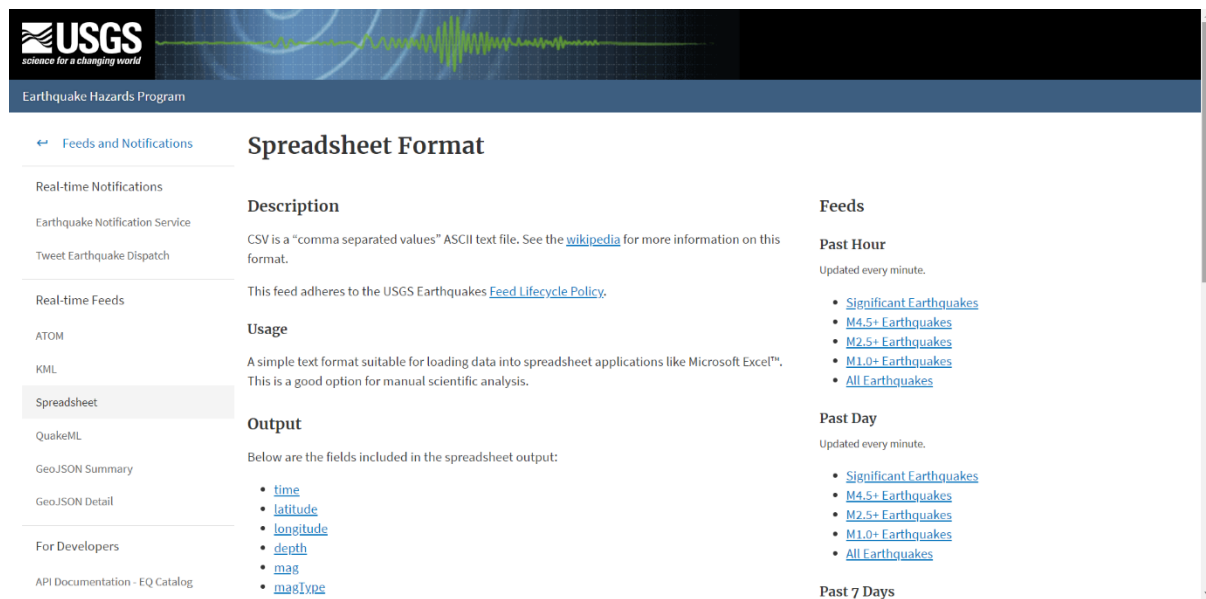 USGS
science for a changing world
Earthquake Hazards Program
↩ Feeds and Notifications
Real-time Notifications
Earthquake Notification Service
Tweet Earthquake Dispatch
Real-time Feeds
ATOM
KML
Spreadsheet
QuakeML
GeoJSON Summary
GeoJSON Detail
For Developers
API Documentation - EQ Catalog
Spreadsheet Format
Description
CSV is a “comma separated values” ASCII text file. See the wikipedia for more information on this
format.
This feed adheres to the USGS Earthquakes Feed Lifecycle Policy.
Usage
A simple text format suitable for loading data into spreadsheet applications like Microsoft Excel™.
This is a good option for manual scientific analysis.
Output
Below are the fields included in the spreadsheet output:
• time
• latitude
• longitude
• depth
• mag
• magType
Feeds
Past Hour
Updated every minute.
• Significant Earthquakes
• M4.5+ Earthquakes
• M2.5+ Earthquakes
• M1.0+ Earthquakes
• All Earthquakes
Past Day
Updated every minute.
• Significant Earthquakes
• M4.5+ Earthquakes
• M2.5+ Earthquakes
• M1.0+ Earthquakes
• All Earthquakes
Past 7 Days